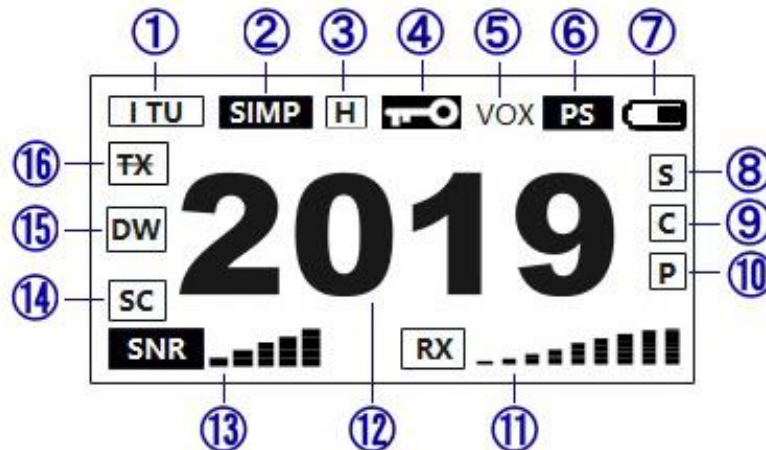 ① ② ③ ④ ⑤ ⑥ ⑦
I TU SIMP H VOX PS
⑯ TX 2019 S ⑧
⑮ DW C ⑨
⑭ SC P ⑩
SNR RX
⑬ ⑫ ⑪